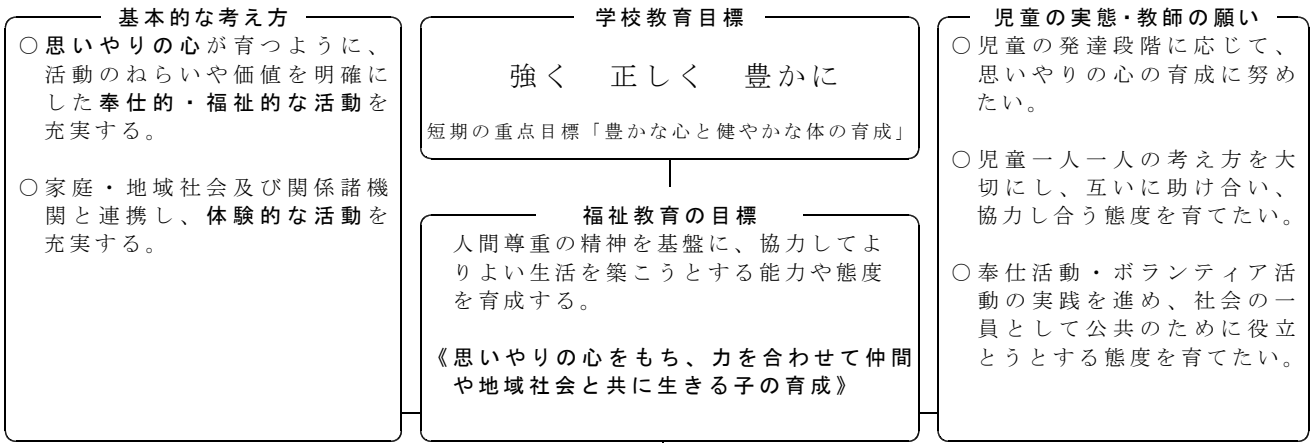 基本的な考え方
○思いやりの心が育つように、
活動のねらいや価値を明確に
した奉仕的・福祉的な活動を
充実する。
○家庭・地域社会及び関係諸機
関と連携し、体験的な活動を
充実する。
学校教育目標
強く 正しく 豊かに
短期の重点目標「豊かな心と健やかな体の育成」
福祉教育の目標
人間尊重の精神を基盤に、協力してよ
りよい生活を築こうとする能力や態度
を育成する。
《思いやりの心をもち、力を合わせて仲間
や地域社会と共に生きる子の育成》
児童の実態・教師の願い
○児童の発達段階に応じて、
思いやりの心の育成に努め
たい。
○児童一人一人の考え方を大
切にし、互いに助け合い、
協力し合う態度を育てたい。
○奉仕活動・ボランティア活
動の実践を進め、社会の一
員として公共のために役立
とうとする態度を育てたい。